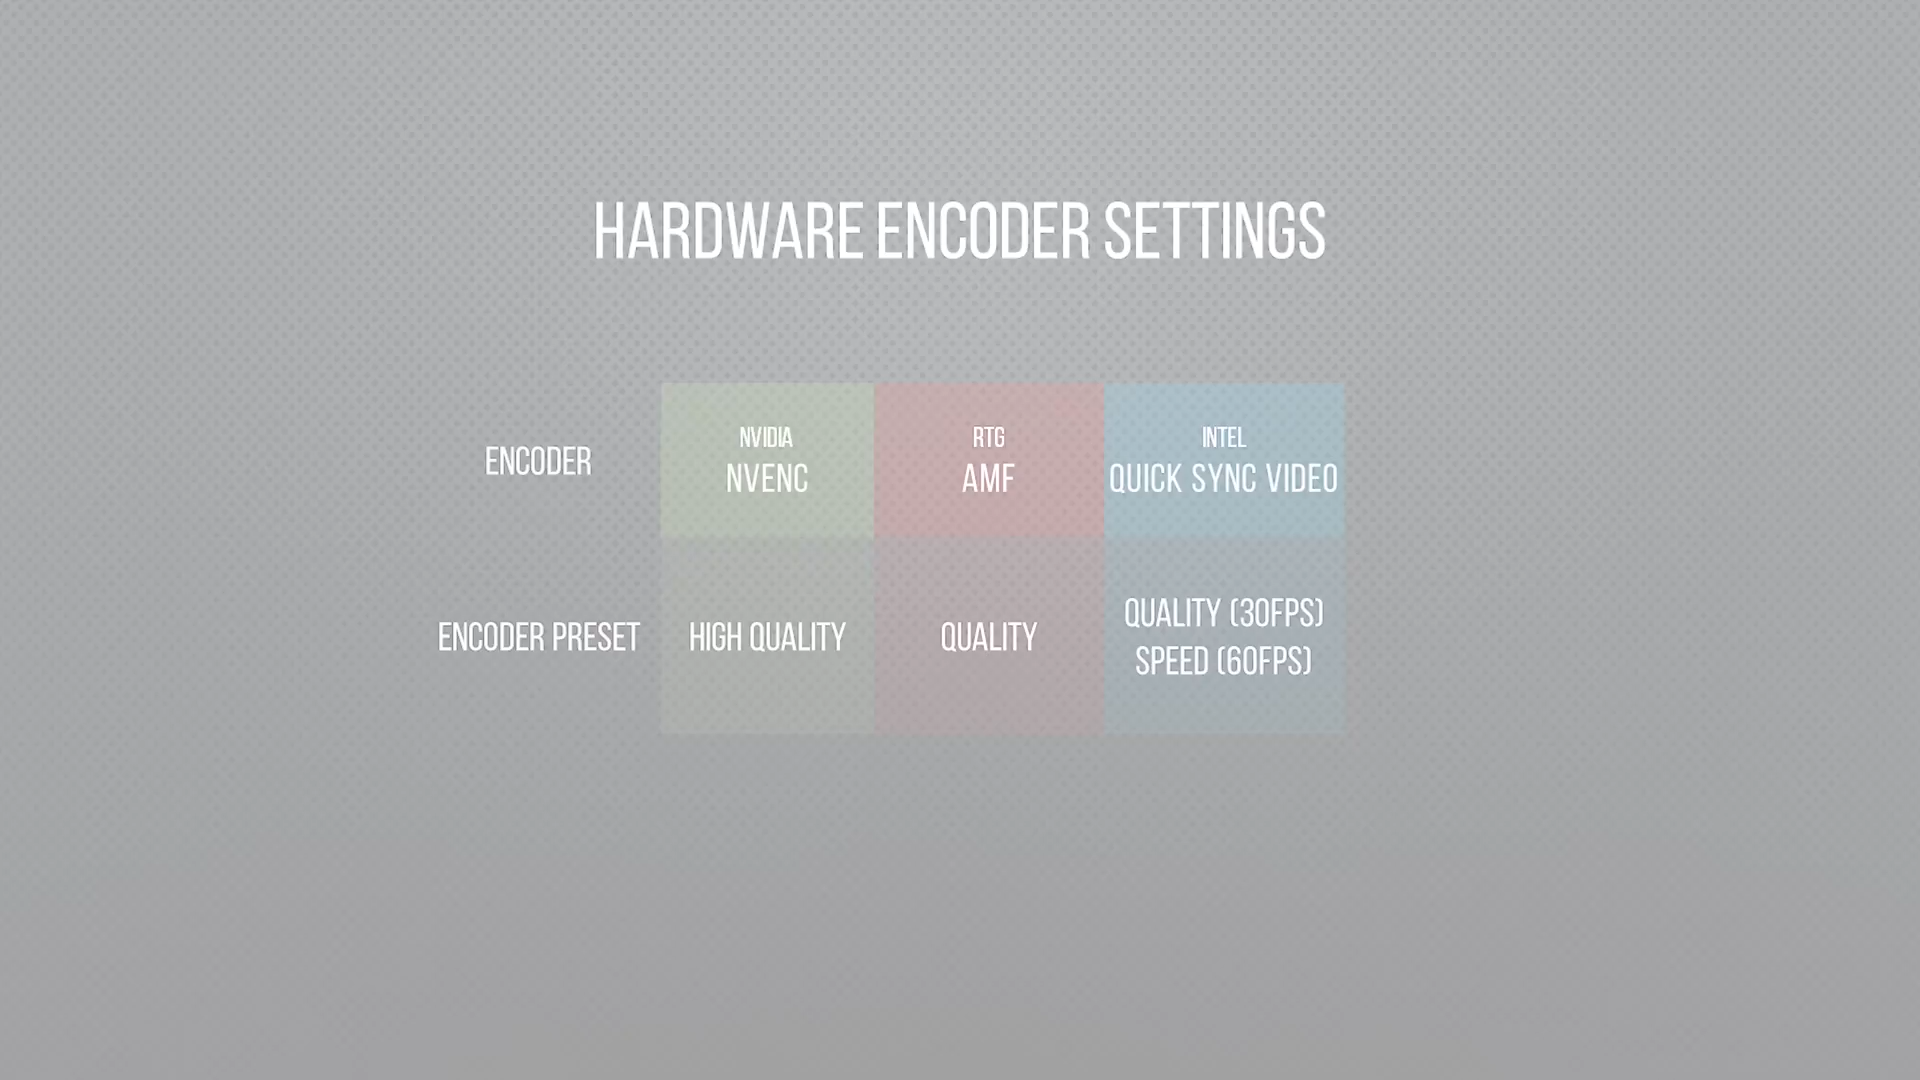 HARDWARE ENCODER SETTINGS
ENCODER
NVIDIA
NVENC
RTG
AMF
INTEL
QUICK SYNC VIDEO
ENCODER PRESET
HIGH QUALITY
QUALITY
QUALITY (30FPS)
SPEED (60FPS)